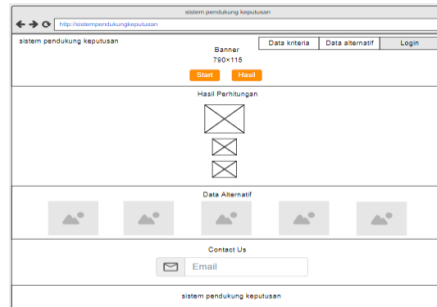 sistem pendukung keputusan
http://sistempendukungkeputusan
sistem pendukung keputusan
Data kriteria
Data alternatif
Login
Banner
790×115
Start
Hasil
Hasil Perhitungan
Data Alternatif
Contact Us
Email
sistem pendukung keputusan